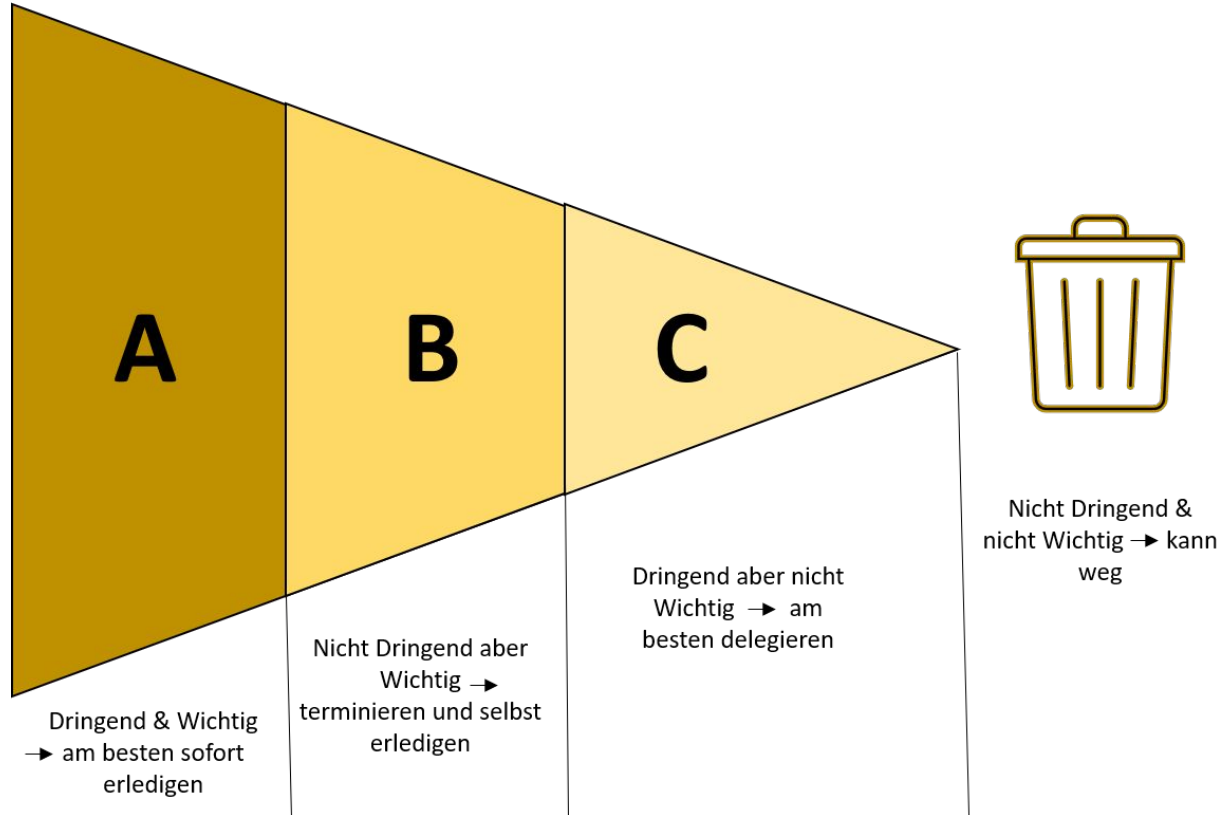 A
B
C
Dringend & Wichtig
→ am besten sofort
erledigen
Nicht Dringend aber
Wichtig →
terminieren und selbst
erledigen
Dringend aber nicht
Wichtig → am
besten delegieren
Nicht Dringend &
nicht Wichtig → kann
weg